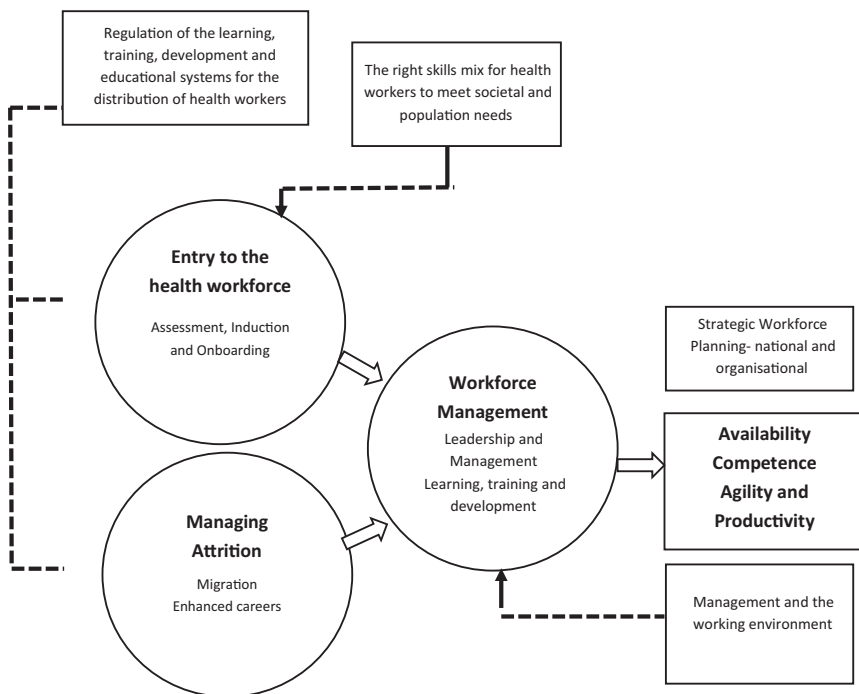 Regulation of the learning,
training, development and
educational systems for the
distribution of health workers
The right skills mix for health
workers to meet societal and
population needs
Entry to the
health workforce
Assessment, Induction
and Onboarding
Strategic Workforce
Planning- national and
organisational
Workforce
Management
Leadership and
Management
Learning, training and
development
Availability
Competence
Agility and
Productivity
Managing
Attrition
Migration
Enhanced careers
Management and the
working environment